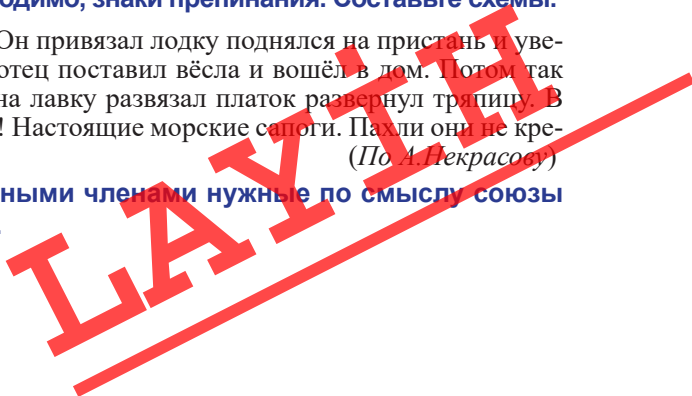 одимо, знаки препинания. Составьте схемы.
Он привязал лодку поднялся на пристань и уве-
отец поставил вёсла и вошёл в дом. Потом так
на лавку развязал платок развернул тряпицу. В
! Настоящие морские сапоги. Пахли они не кре-
(По А.Некрасову)
ными членами нужные по смыслу союзы
LAYİH